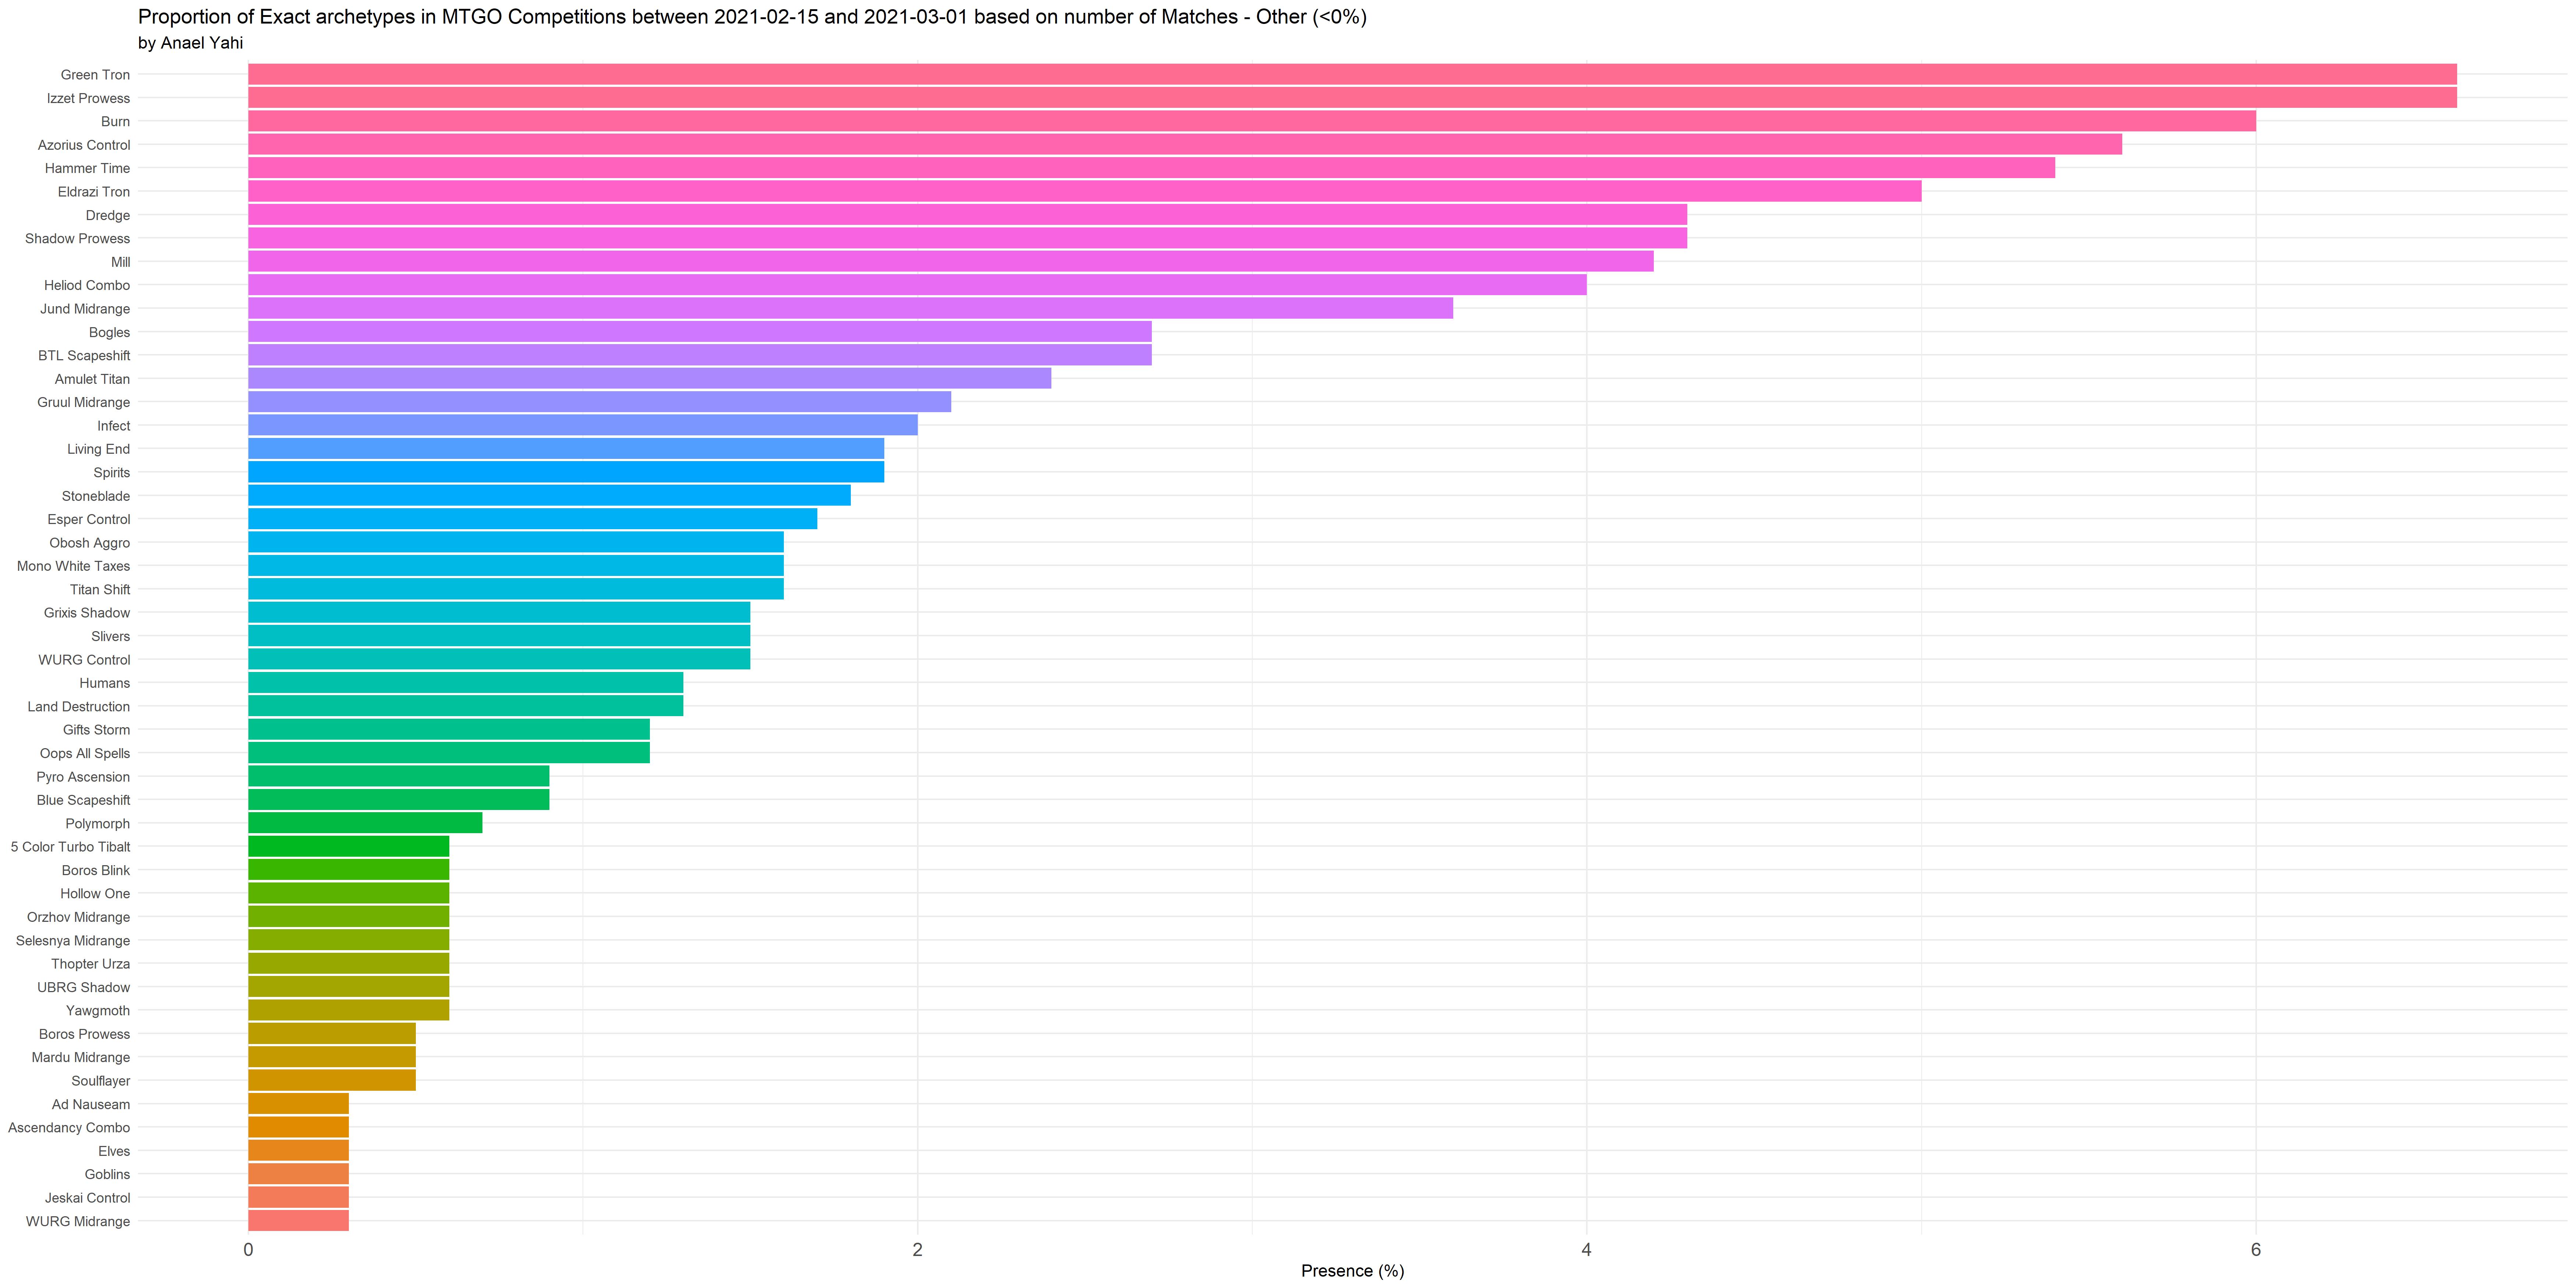 Proportion of Exact archetypes in MTGO Competitions between 2021-02-15 and 2021-03-01 based on number of Matches - Other (<0%)
by Anael Yahi
Green Tron
Izzet Prowess
Burn
Azorius Control
Hammer Time
Eldrazi Tron
Dredge
Shadow Prowess
Mill
Heliod Combo
Jund Midrange
Bogles
BTL Scapeshift
Amulet Titan
Gruul Midrange
Infect
Living End
Spirits
Stoneblade
Esper Control
Obosh Aggro
Mono White Taxes
Titan Shift
Grixis Shadow
Slivers
WURG Control
Humans
Land Destruction
Gifts Storm
Oops All Spells
Pyro Ascension
Blue Scapeshift
Polymorph
5 Color Turbo Tibalt
Boros Blink
Hollow One
Orzhov Midrange
Selesnya Midrange
Thopter Urza
UBRG Shadow
Yawgmoth
Boros Prowess
Mardu Midrange
Soulflayer
Ad Nauseam
Ascendancy Combo
Elves
Goblins
Jeskai Control
WURG Midrange
0 2 4 6
Presence (%)